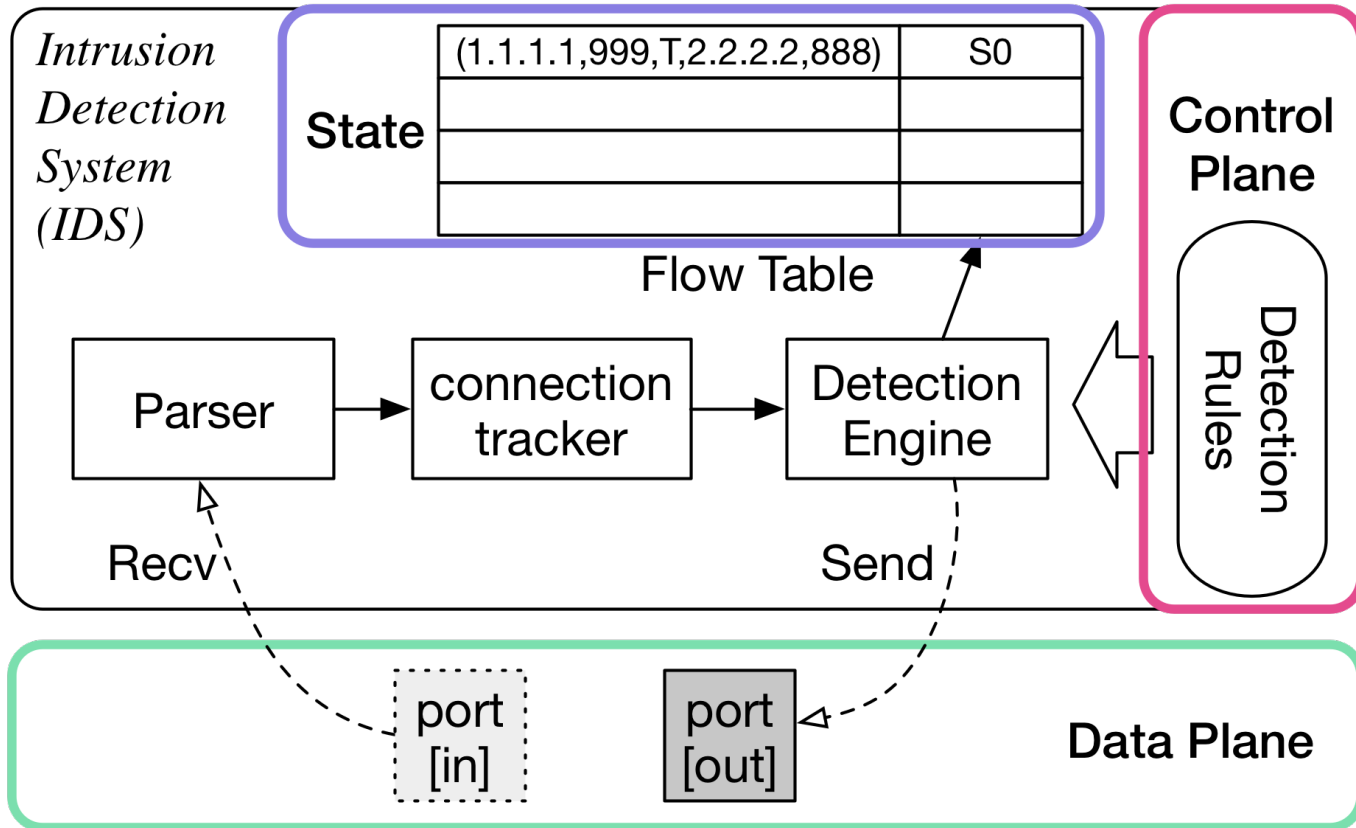 Intrusion
Detection
System
(IDS)
State
(1.1.1.1,999,T,2.2.2.2,888)
S0
Flow Table
Control
Plane
Detection
Rules
Parser
connection
tracker
Detection
Engine
Recv
Send
port
[in]
port
[out]
Data Plane